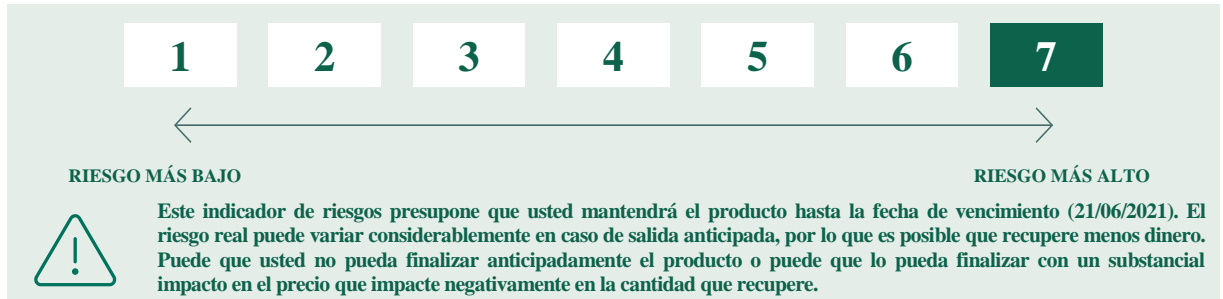 1 2 3 4 5 6 7
RIESGO MÁS BAJO RIESGO MÁS ALTO
Este indicador de riesgos presupone que usted mantendrá el producto hasta la fecha de vencimiento (21/06/2021). El
riesgo real puede variar considerablemente en caso de salida anticipada, por lo que es posible que recupere menos dinero.
Puede que usted no pueda finalizar anticipadamente el producto o puede que lo pueda finalizar con un substancial
impacto en el precio que impacte negativamente en la cantidad que recupere.